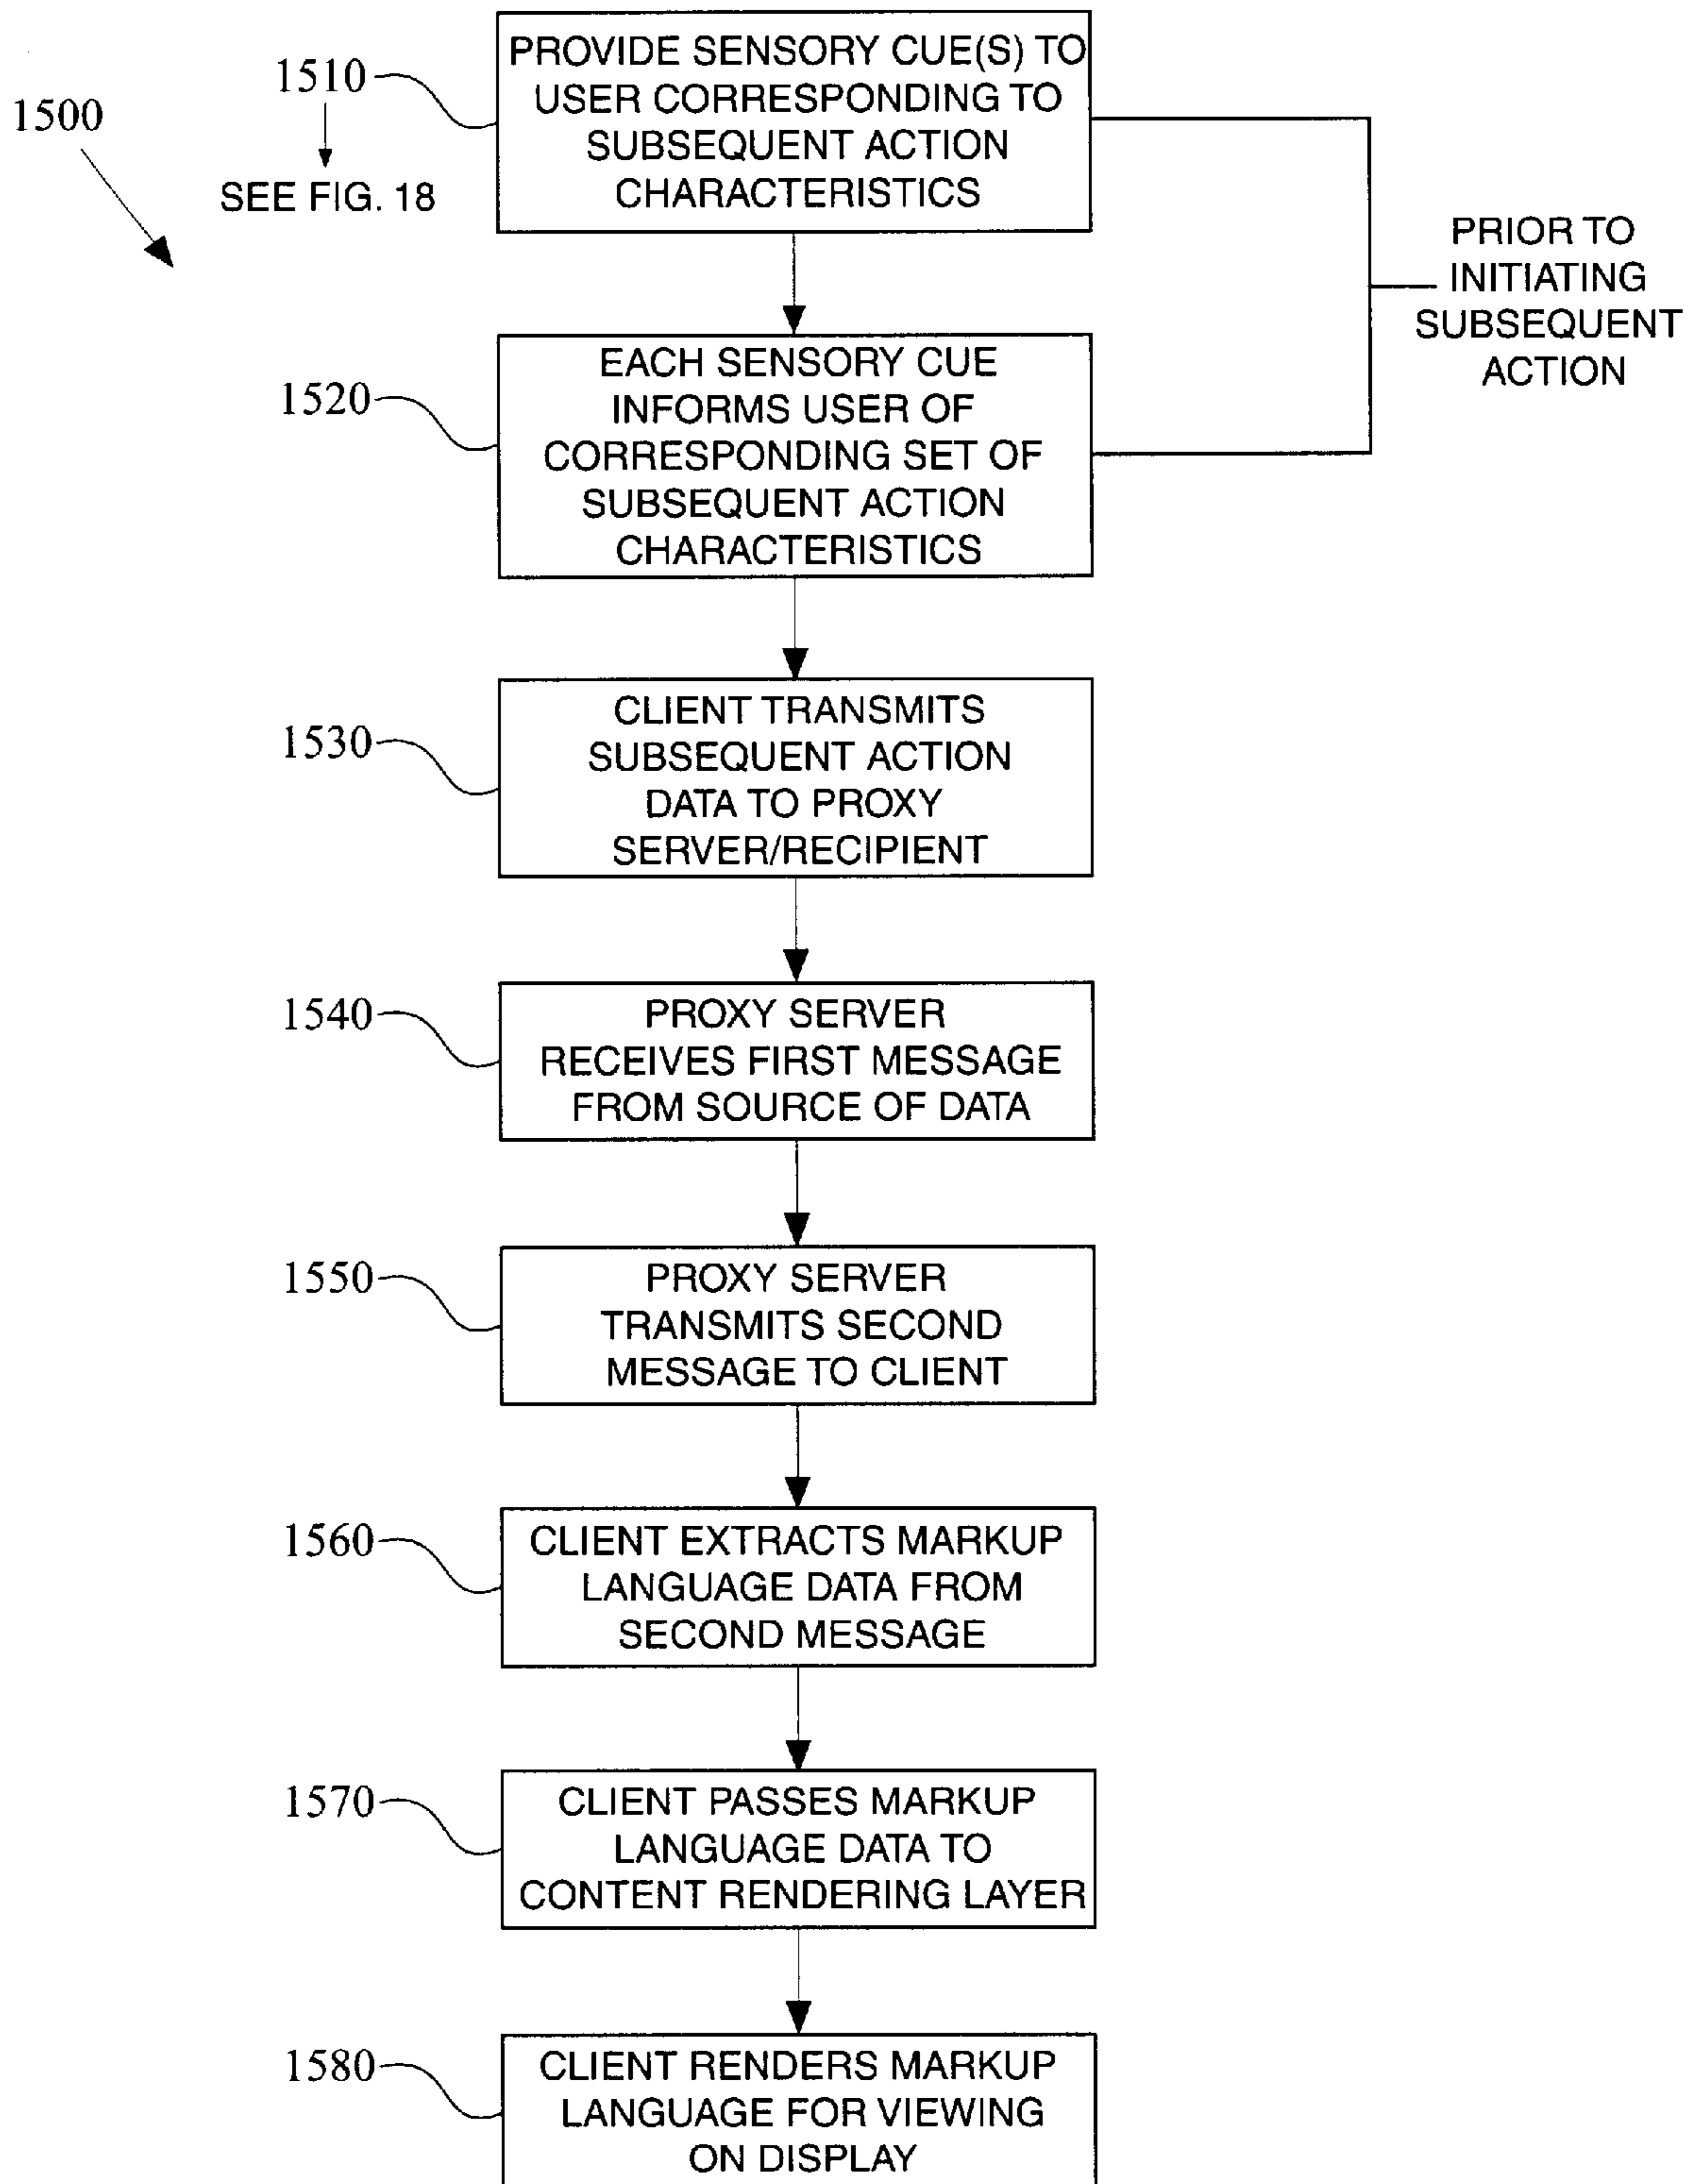 1500
1510
SEE FIG. 18
PROVIDE SENSORY CUE(S) TO
USER CORRESPONDING TO
SUBSEQUENT ACTION
CHARACTERISTICS
PRIOR TO
INITIATING
SUBSEQUENT
ACTION
1520
EACH SENSORY CUE
INFORMS USER OF
CORRESPONDING SET OF
SUBSEQUENT ACTION
CHARACTERISTICS
1530
CLIENT TRANSMITS
SUBSEQUENT ACTION
DATA TO PROXY
SERVER/RECIPIENT
1540
PROXY SERVER
RECEIVES FIRST MESSAGE
FROM SOURCE OF DATA
1550
PROXY SERVER
TRANSMITS SECOND
MESSAGE TO CLIENT
1560
CLIENT EXTRACTS MARKUP
LANGUAGE DATA FROM
SECOND MESSAGE
1570
CLIENT PASSES MARKUP
LANGUAGE DATA TO
CONTENT RENDERING LAYER
1580
CLIENT RENDERS MARKUP
LANGUAGE FOR VIEWING
ON DISPLAY